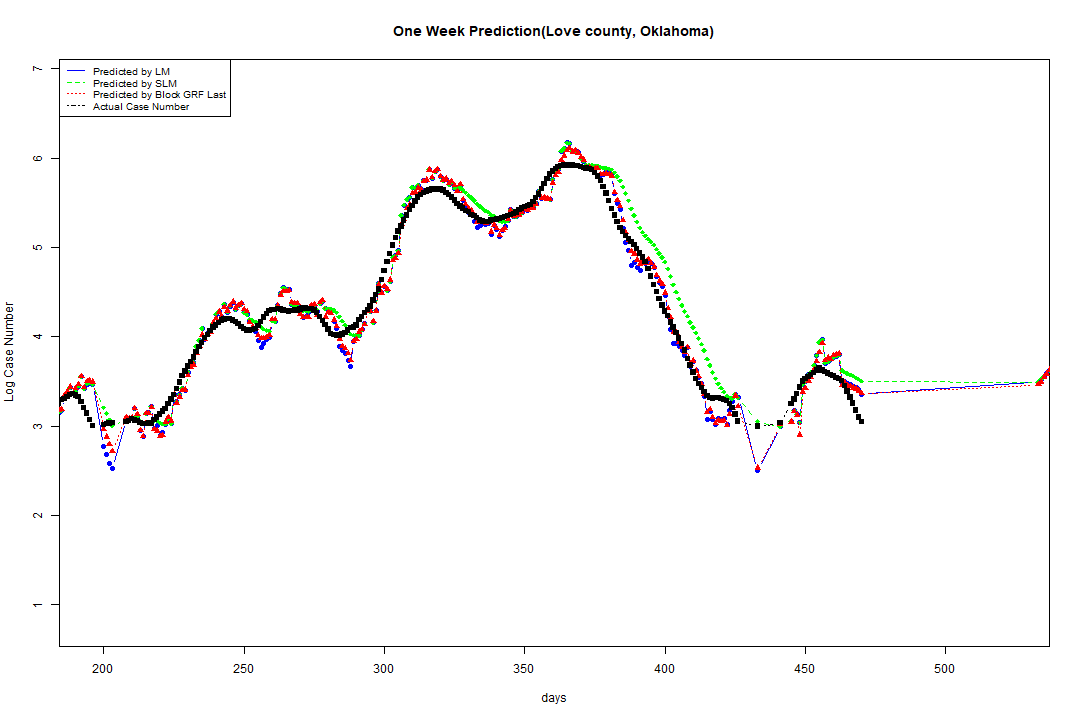 One Week Prediction(Love county, Oklahoma)
Predicted by LM
Predicted by SLM
Predicted by Block GRF Last
Actual Case Number
Log Case Number
7
6
5
4
3
2
1
200 250 300 350 400 450 500
days